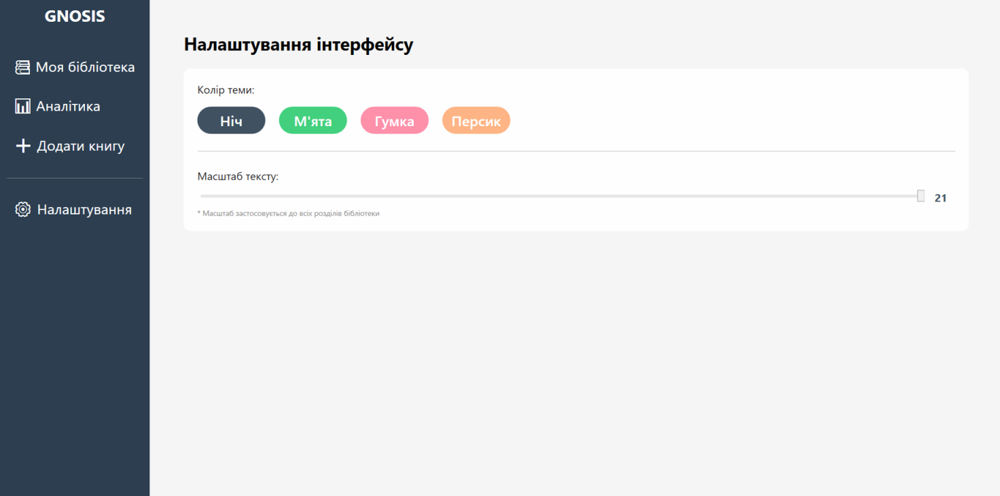 GNOSIS
Моя бібліотека
Аналітика
Додати книгу
Налаштування
Налаштування інтерфейсу
Колір теми:
Ніч М'ята Гумка Персик
Масштаб тексту:
21
* Масштаб застосовується до всіх розділів бібліотеки